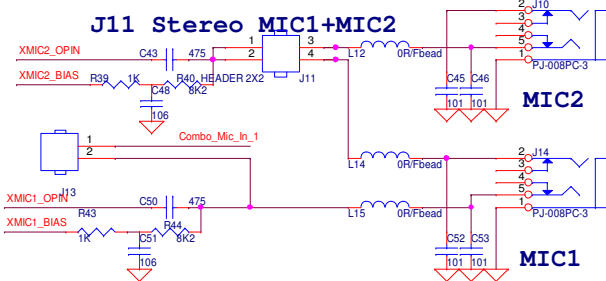 J11 Stereo MIC1+MIC2
XMIC2_OPIN
C43
475
XMIC2_BIAS
R39
1K
C48
106
R40
8K2
HEADER 2X2
1
2
3
4
J11
L12
0R/Fbead
C45
C46
101
101
J10
2
3
4
5
1
PJ-008PC-3
MIC2
1
2
Combo_Mic_In_1
J13
XMIC1_OPIN
C50
475
XMIC1_BIAS
R43
1K
C51
106
R44
8K2
L14
0R/Fbead
L15
0R/Fbead
C52
C53
101
101
J14
2
3
4
5
1
PJ-008PC-3
MIC1